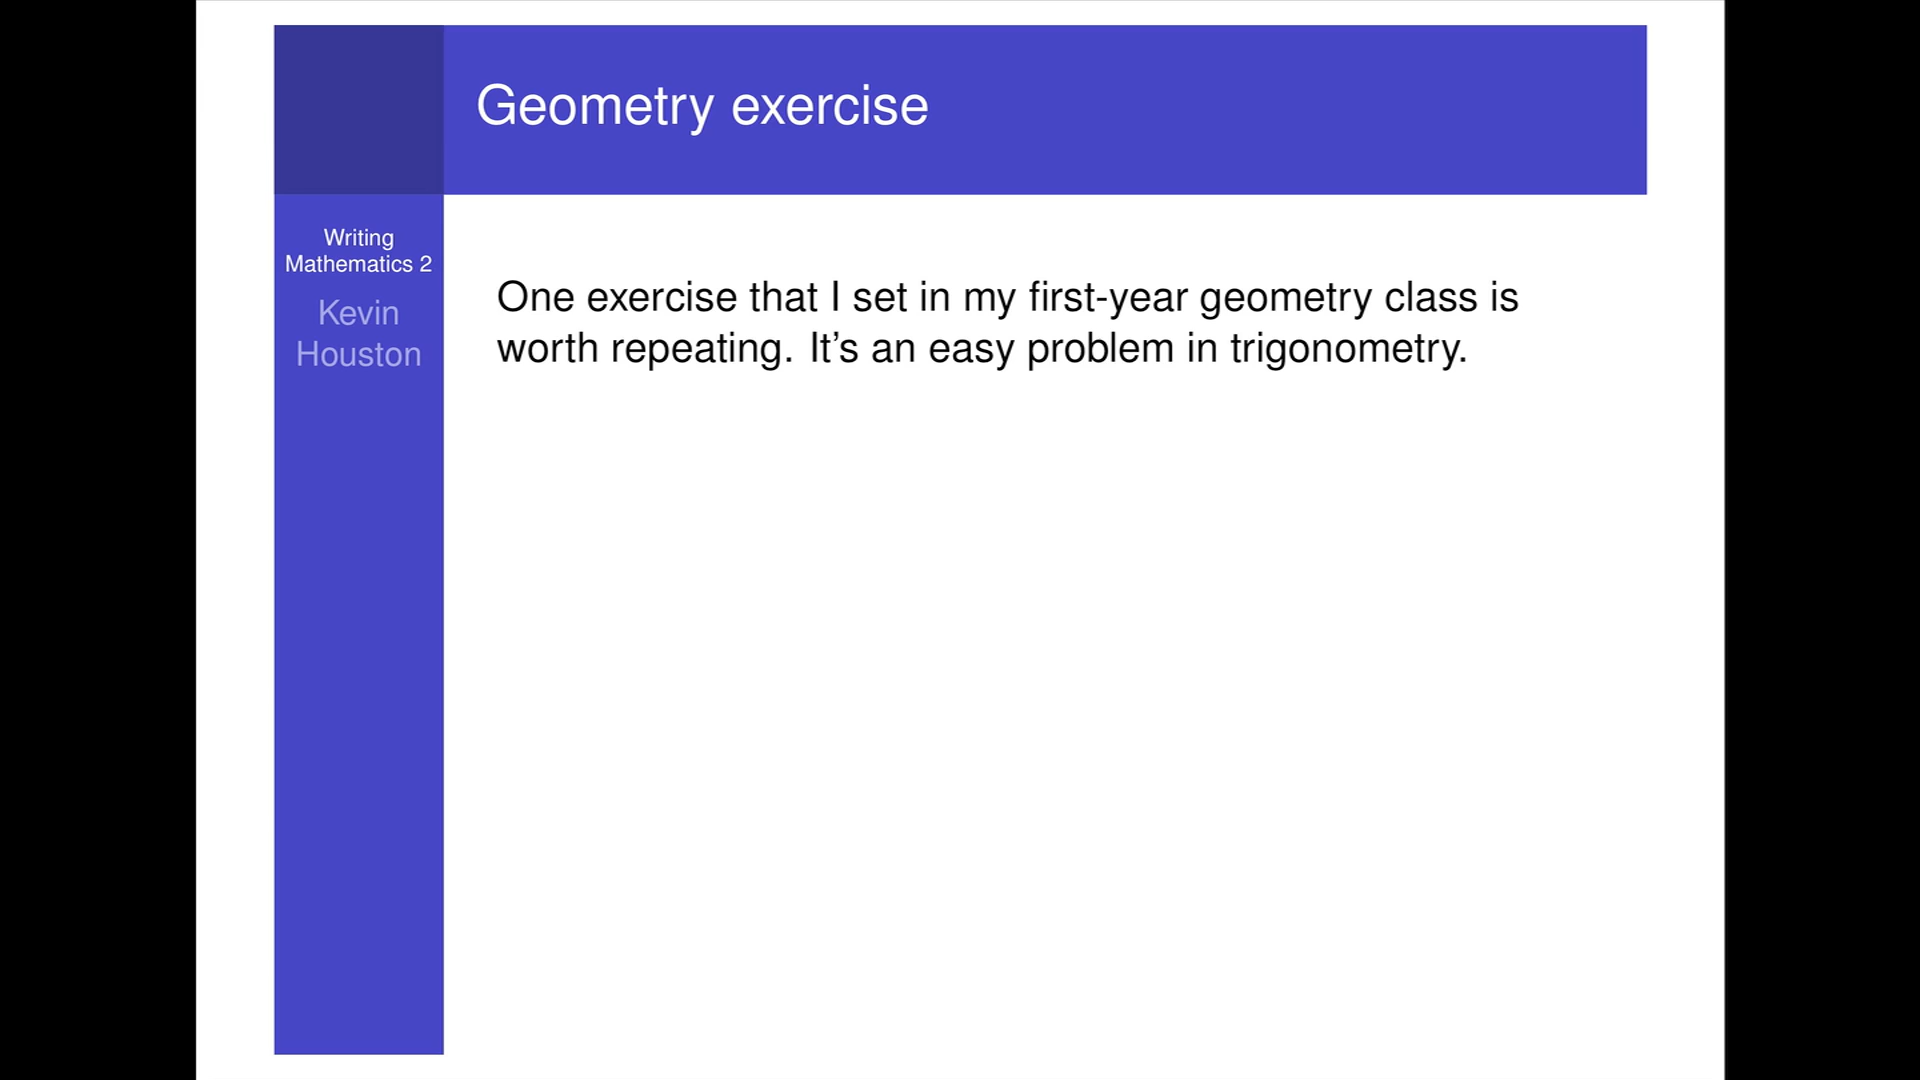 Geometry exercise
Writing
Mathematics 2
Kevin
Houston
One exercise that I set in my first-year geometry class is
worth repeating. It’s an easy problem in trigonometry.